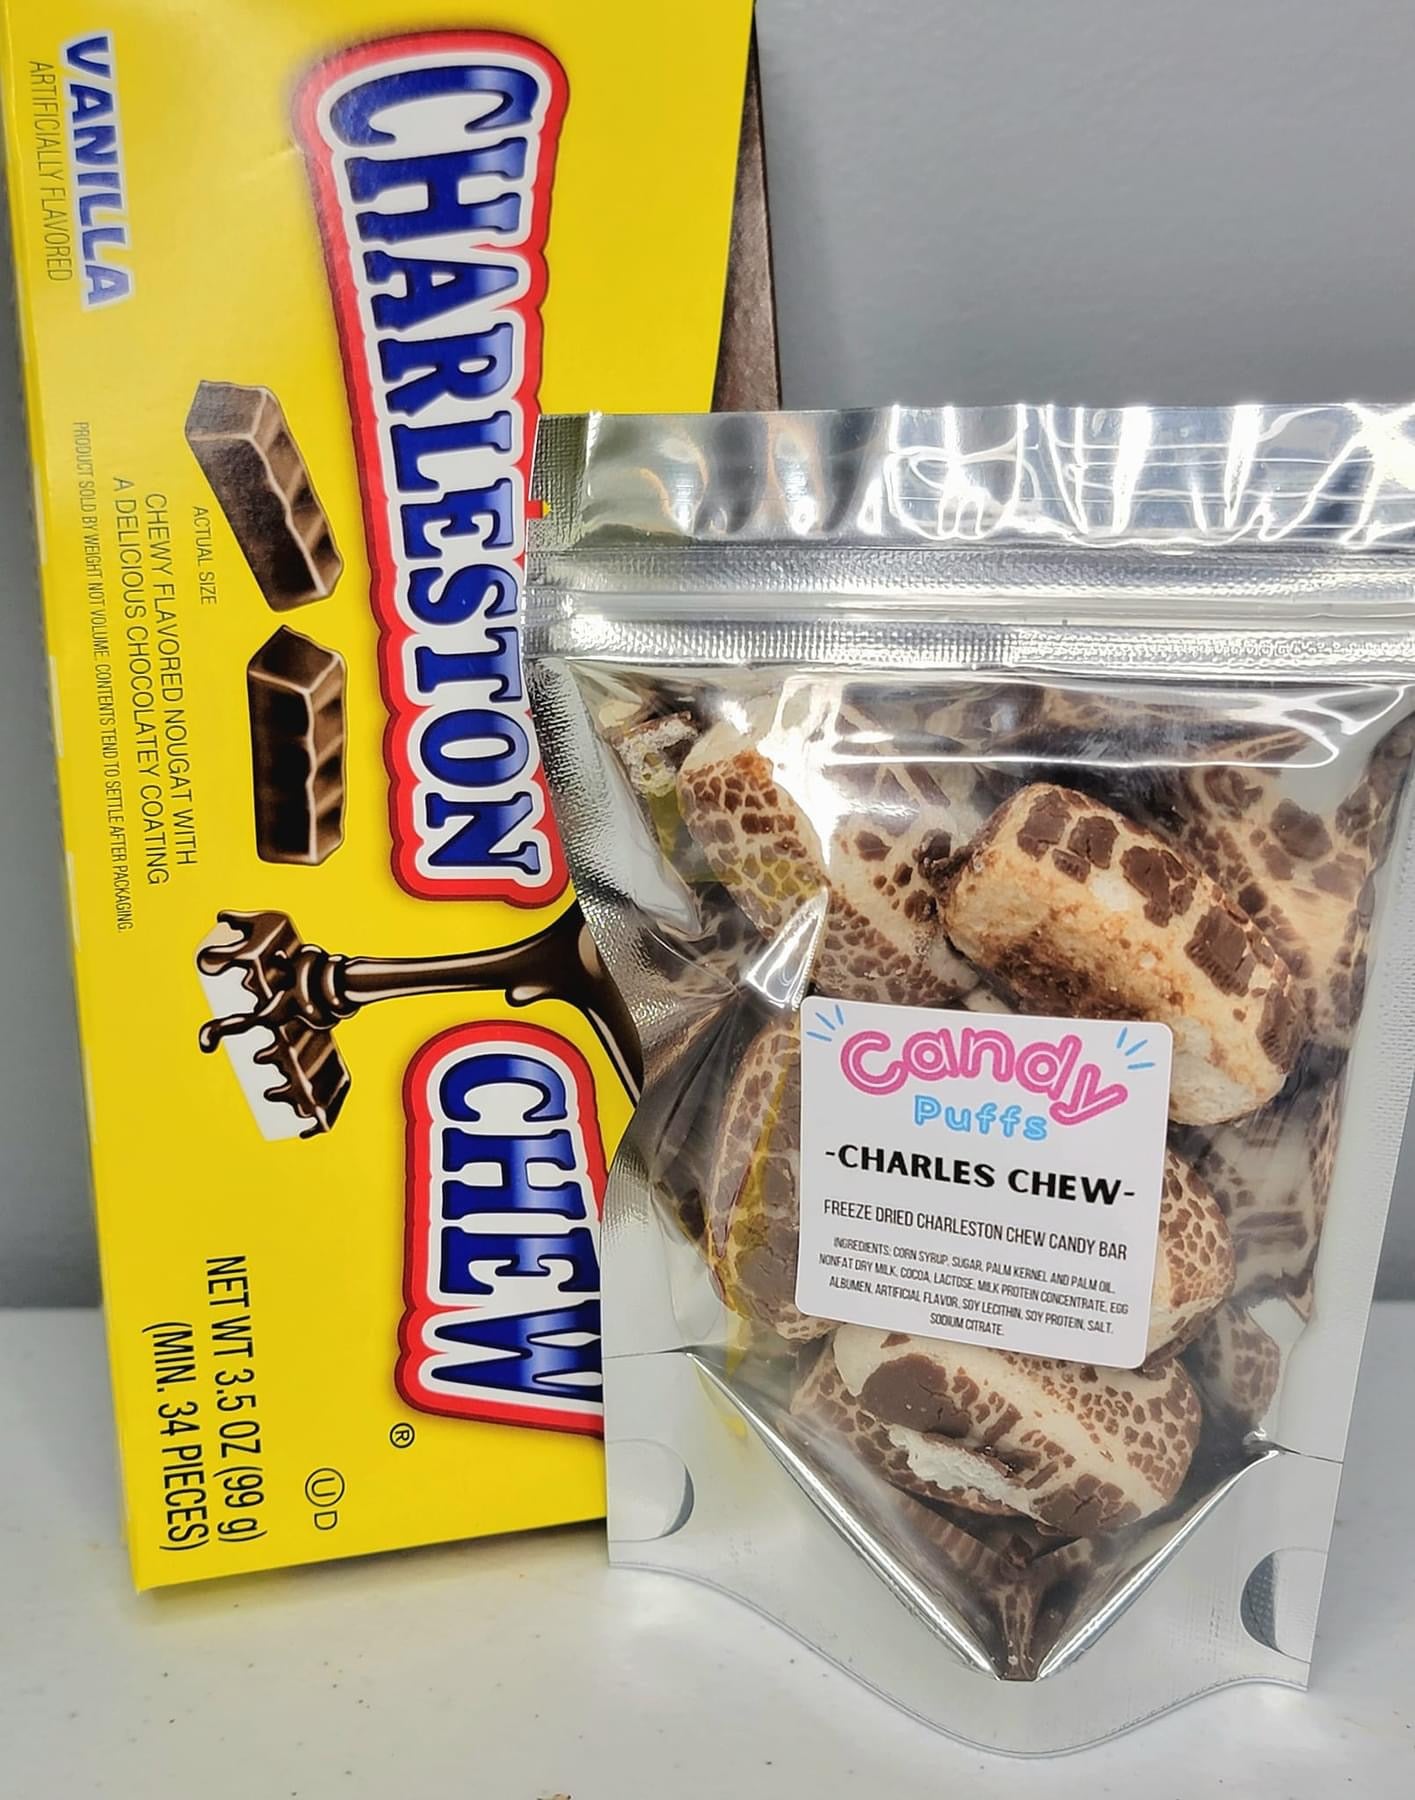 CHARLESTON CHEW®
VANILLA
ARTIFICIALLY FLAVORED
ACTUAL SIZE
CHEWY FLAVORED NOUGAT WITH
A DELICIOUS CHOCOLATEY COATING
PRODUCT SOLD BY WEIGHT NOT VOLUME. CONTENTS TEND TO SETTLE AFTER PACKAGING.
NET WT 3.5 OZ (99 g)
(MIN. 34 PIECES)
Ⓤ D
Candy
Puffs
-CHARLES CHEW-
FREEZE DRIED CHARLESTON CHEW CANDY BAR
INGREDIENTS: CORN SYRUP, SUGAR, PALM KERNEL AND PALM OIL,
NONFAT DRY MILK, COCOA, LACTOSE, MILK PROTEIN CONCENTRATE, EGG
ALBUMEN, ARTIFICIAL FLAVOR, SOY LECITHIN, SOY PROTEIN, SALT,
SODIUM CITRATE.